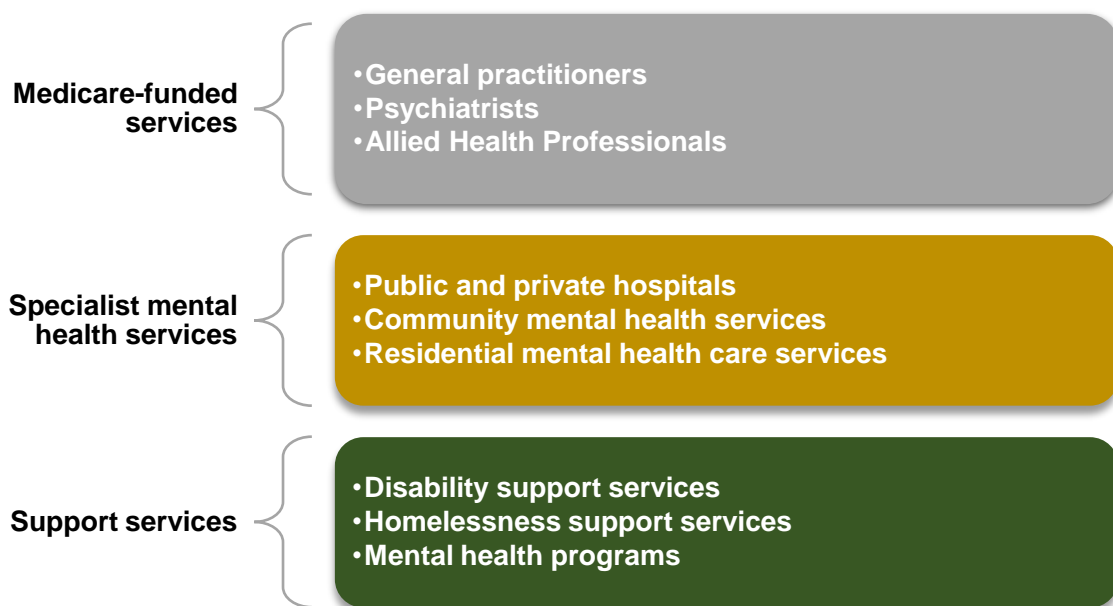 Medicare-funded
services
•General practitioners
•Psychiatrists
•Allied Health Professionals
Specialist mental
health services
•Public and private hospitals
•Community mental health services
•Residential mental health care services
Support services
•Disability support services
•Homelessness support services
•Mental health programs